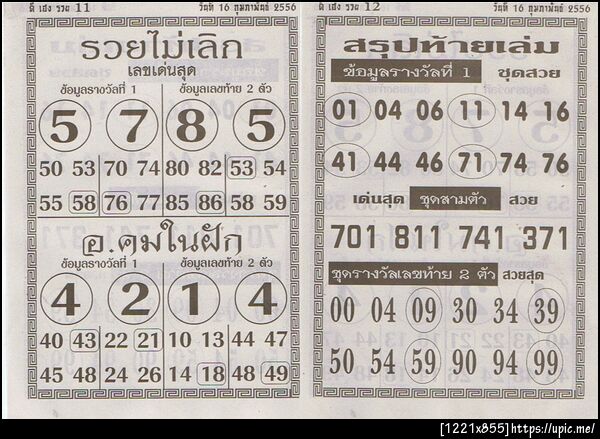 ดี เฮง รวย 11
วันที่ 16 กุมภาพันธ์ 2556
รวยไม่เลิก
เลขเด่นสุด
ข้อมูลรางวัลที่ 1 ข้อมูลเลขท้าย 2 ตัว
5 7 8 5
50 53 70 74 80 82 53 54
55 58 76 77 85 86 58 59
อ.คมในฝัก
ข้อมูลรางวัลที่ 1 ข้อมูลเลขท้าย 2 ตัว
4 2 1 4
40 43 22 21 10 13 44 47
45 48 24 26 14 18 48 49
ดี เฮง รวย 12
วันที่ 16 กุมภาพันธ์ 2556
สรุปท้ายเล่ม
ข้อมูลรางวัลที่ 1 ชุดสวย
01 04 06 11 14 16
41 44 46 71 74 76
เด่นสุด ชุดสามตัว สวย
701 811 741 371
ชุดรางวัลเลขท้าย 2 ตัว สวยสุด
00 04 09 30 34 39
50 54 59 90 94 99
[1221x855]https://upic.me/